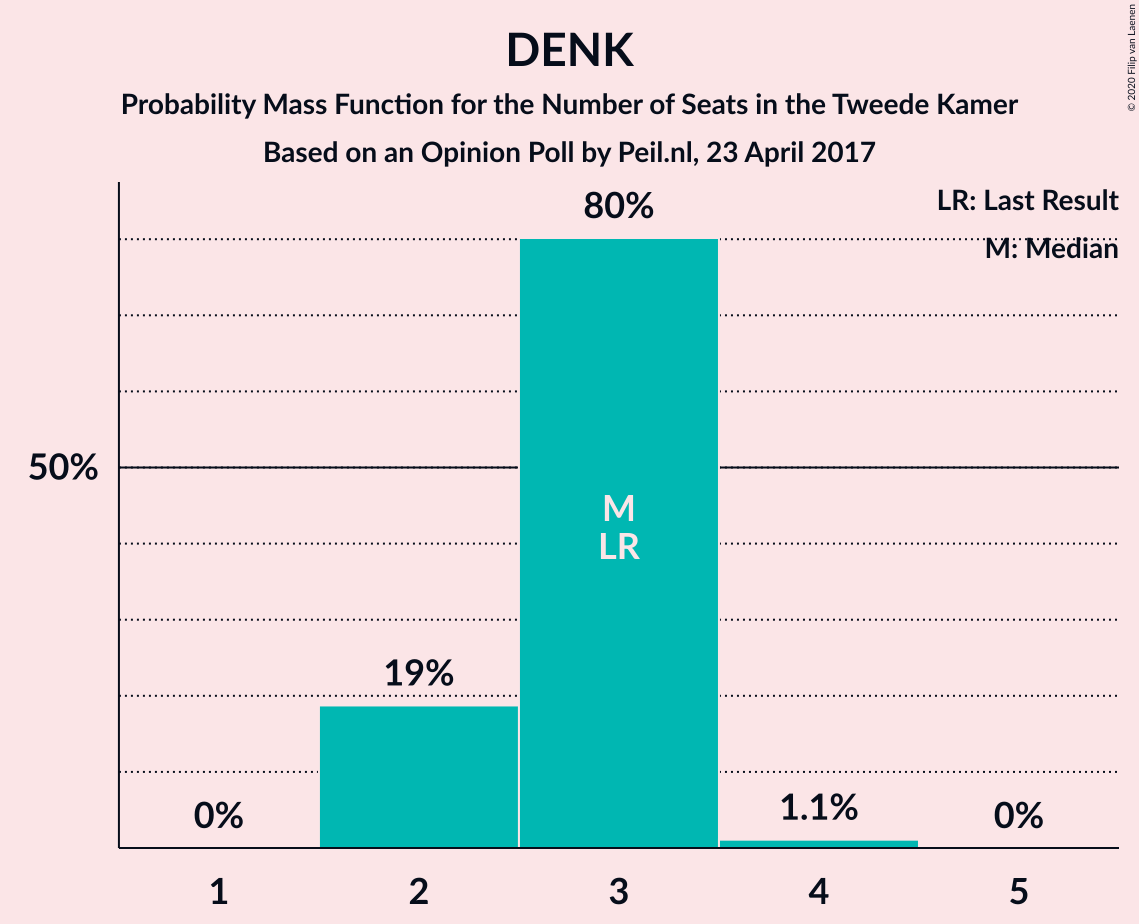 DENK
Probability Mass Function for the Number of Seats in the Tweede Kamer
Based on an Opinion Poll by Peil.nl, 23 April 2017
© 2020 Filip van Laenen
LR: Last Result
M: Median
80%
50%
M
LR
19%
0%
1.1%
0%
1 2 3 4 5